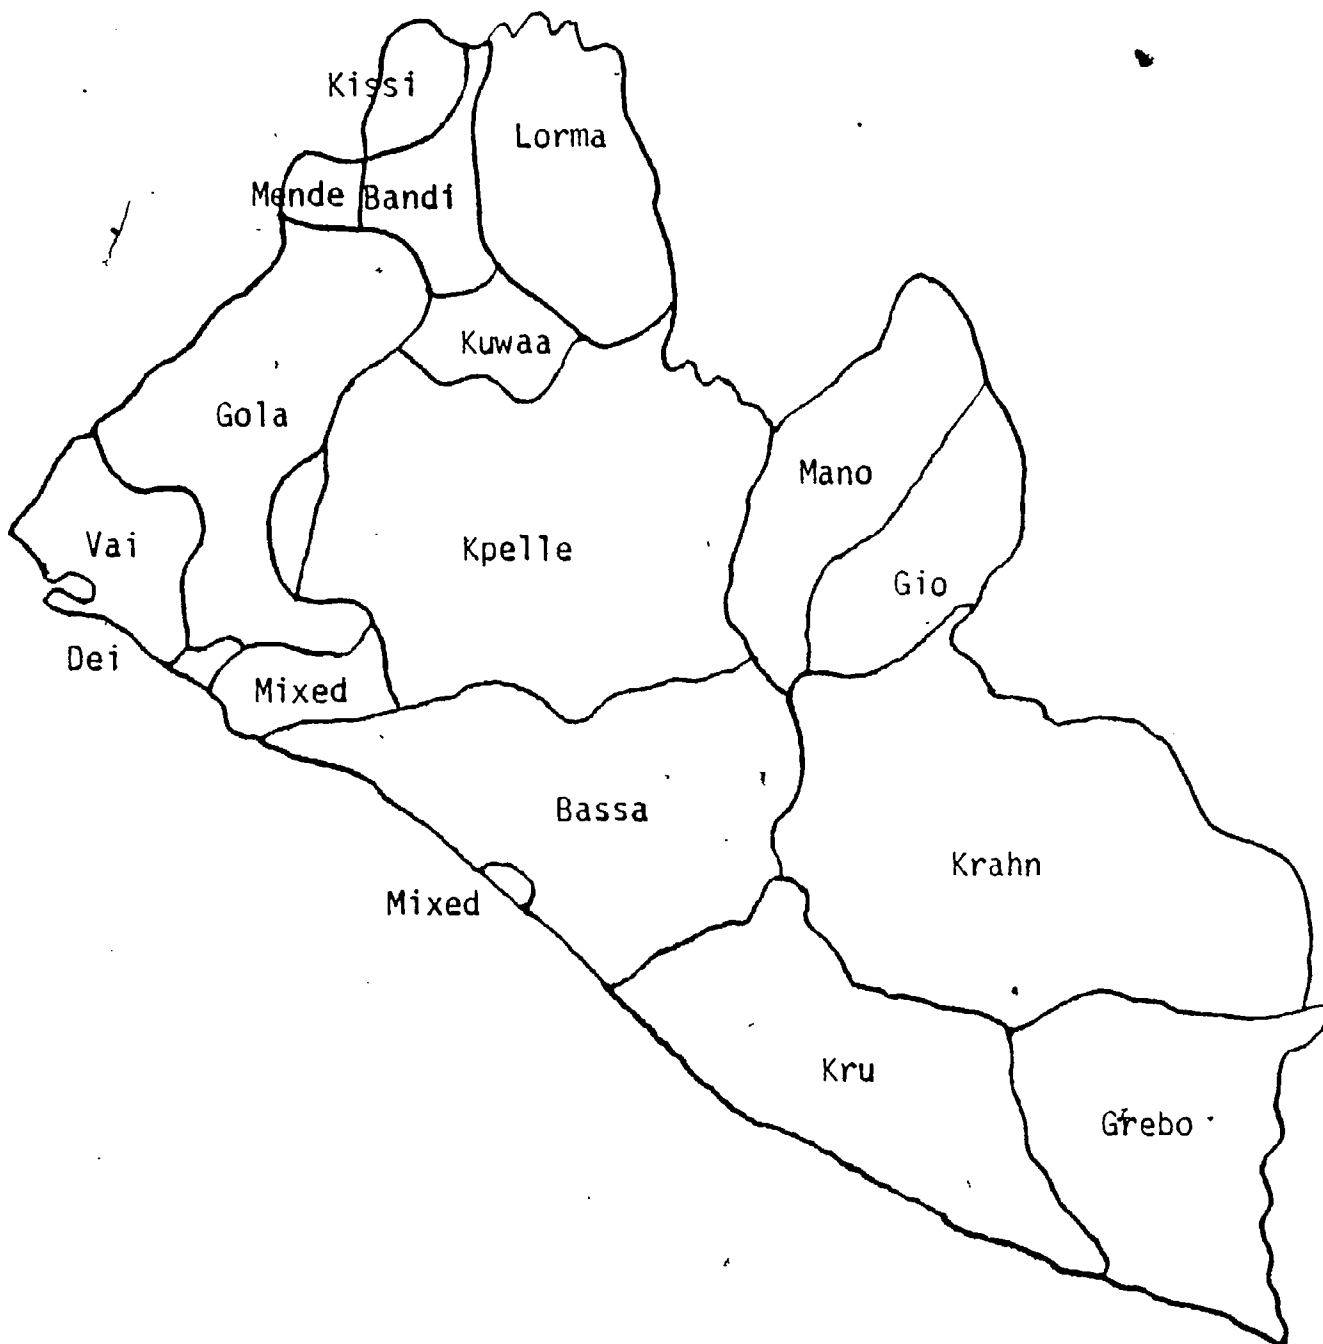 Kissi
Lorma
Mende
Bandi
Kuwaa
Gola
Mano
Vai
Kpelle
Gio
Dei
Mixed
Bassa
Krahn
Mixed
Kru
Grebo